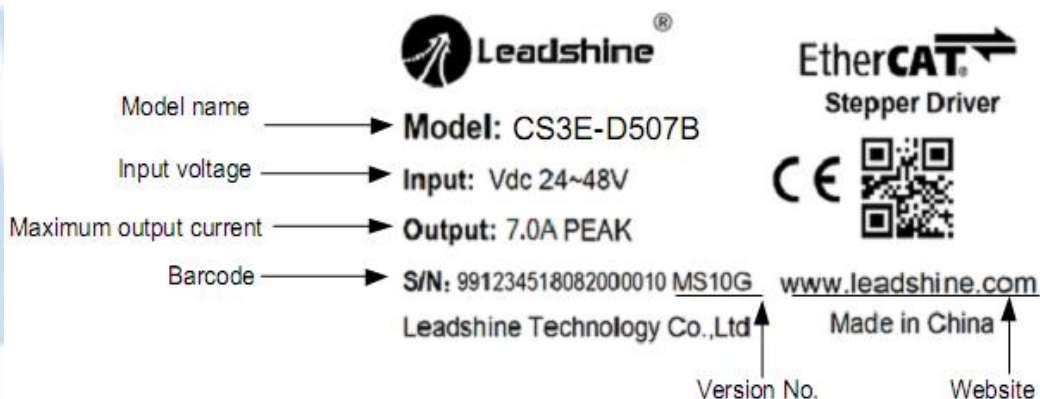 Leadshine ®
EtherCAT®
Stepper Driver
Model name
Model: CS3E-D507B
Input voltage
Input: Vdc 24~48V
Maximum output current
Output: 7.0A PEAK
CE
Barcode
S/N: 991234518082000010 MS10G
www.leadshine.com
Leadshine Technology Co.,Ltd
Made in China
Version No.
Website